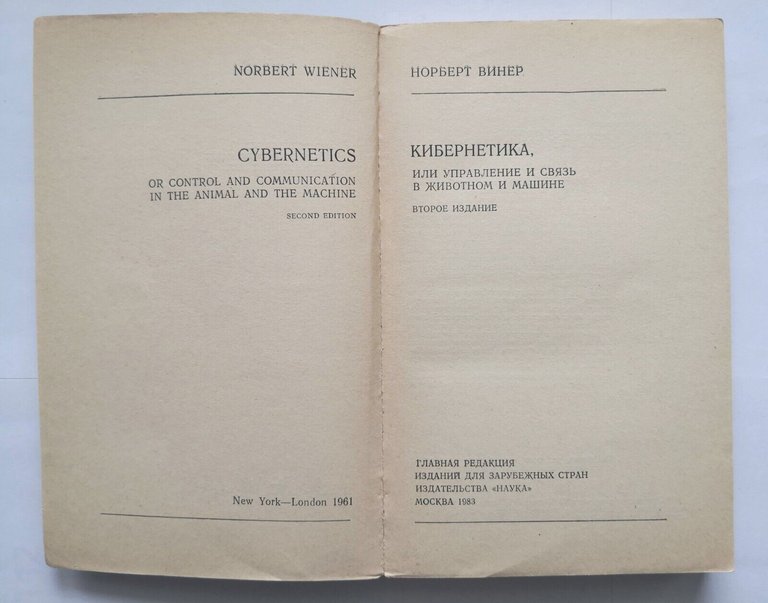 NORBERT WIENER
CYBERNETICS
OR CONTROL AND COMMUNICATION
IN THE ANIMAL AND THE MACHINE
SECOND EDITION
New York—London 1961
НОРБЕРТ ВИНЕР
КИБЕРНЕТИКА,
ИЛИ УПРАВЛЕНИЕ И СВЯЗЬ
В ЖИВОТНОМ И МАШИНЕ
ВТОРОЕ ИЗДАНИЕ
ГЛАВНАЯ РЕДАКЦИЯ
ИЗДАНИЙ ДЛЯ ЗАРУБЕЖНЫХ СТРАН
ИЗДАТЕЛЬСТВА «НАУКА»
МОСКВА 1983